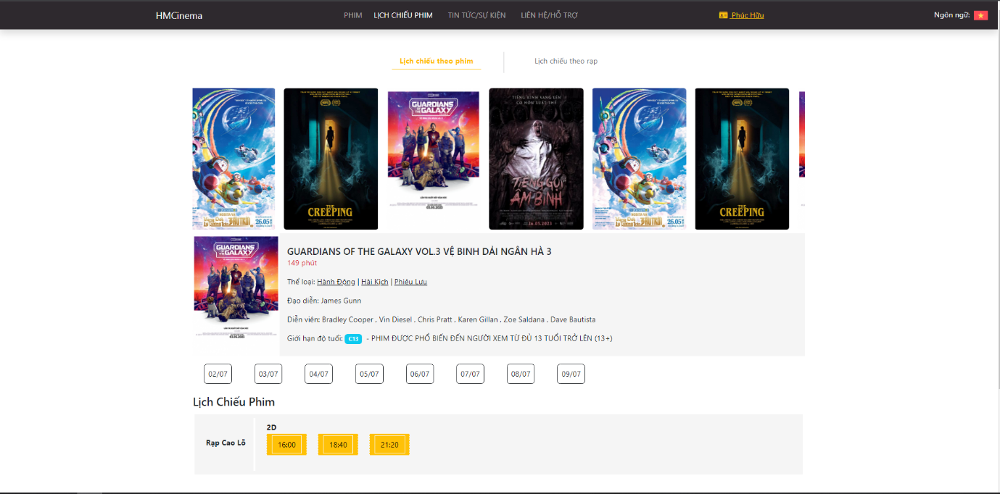 HMCinema
PHIM
LỊCH CHIẾU PHIM
TIN TỨC/SỰ KIỆN
LIÊN HỆ/HỖ TRỢ
Phúc Hữu
Ngôn ngữ:
Lịch chiếu theo phim
Lịch chiếu theo rạp
26.05
THE
CREEPING
GUARDIANS
OF THE GALAXY
03.05.2023
TIẾNG KINH VANG LÊN
CÔ HỒN XUẤT THẾ
TIẾNG GỌI
ÂM BINH
26.05.2023
26.05
THE
CREEPING
GUARDIANS
OF THE GALAXY
03.05.2023
GUARDIANS OF THE GALAXY VOL.3 VỆ BINH DẢI NGÂN HÀ 3
149 phút
Thể loại: Hành Động | Hài Kịch | Phiêu Lưu
Đạo diễn: James Gunn
Diễn viên: Bradley Cooper , Vin Diesel , Chris Pratt , Karen Gillan , Zoe Saldana , Dave Bautista
Giới hạn độ tuổi: C13 - PHIM ĐƯỢC PHỔ BIẾN ĐẾN NGƯỜI XEM TỪ ĐỦ 13 TUỔI TRỞ LÊN (13+)
02/07
03/07
04/07
05/07
06/07
07/07
08/07
09/07
Lịch Chiếu Phim
Rạp Cao Lỗ
2D
16:00
18:40
21:20